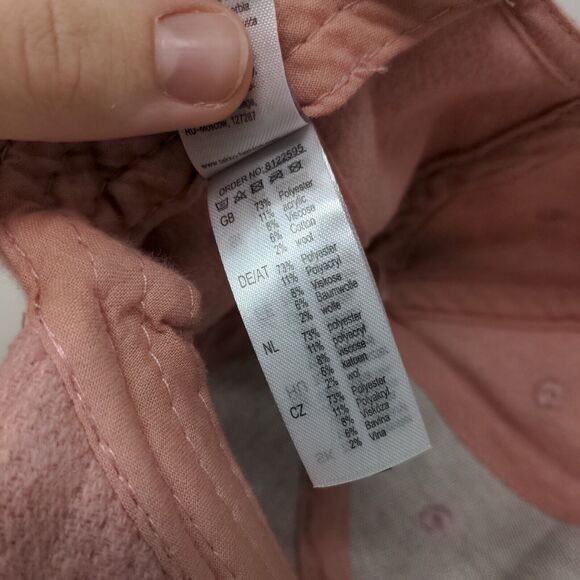 RU-Moscow, 127287
ORDER NO: 8122595
GB 73% Polyester
11% acrylic
8% Viscose
6% Cotton
2% wool
DE/AT 73% Polyester
11% Polyacryl
8% Viskose
6% Baumwolle
2% wolle
NL 73% polyester
11% polyacryl
8% viscose
6% katoen
2% wol
CZ 73% Polyester
11% Polyakryl
8% Viskóza
6% Bavlna
2% Vlna